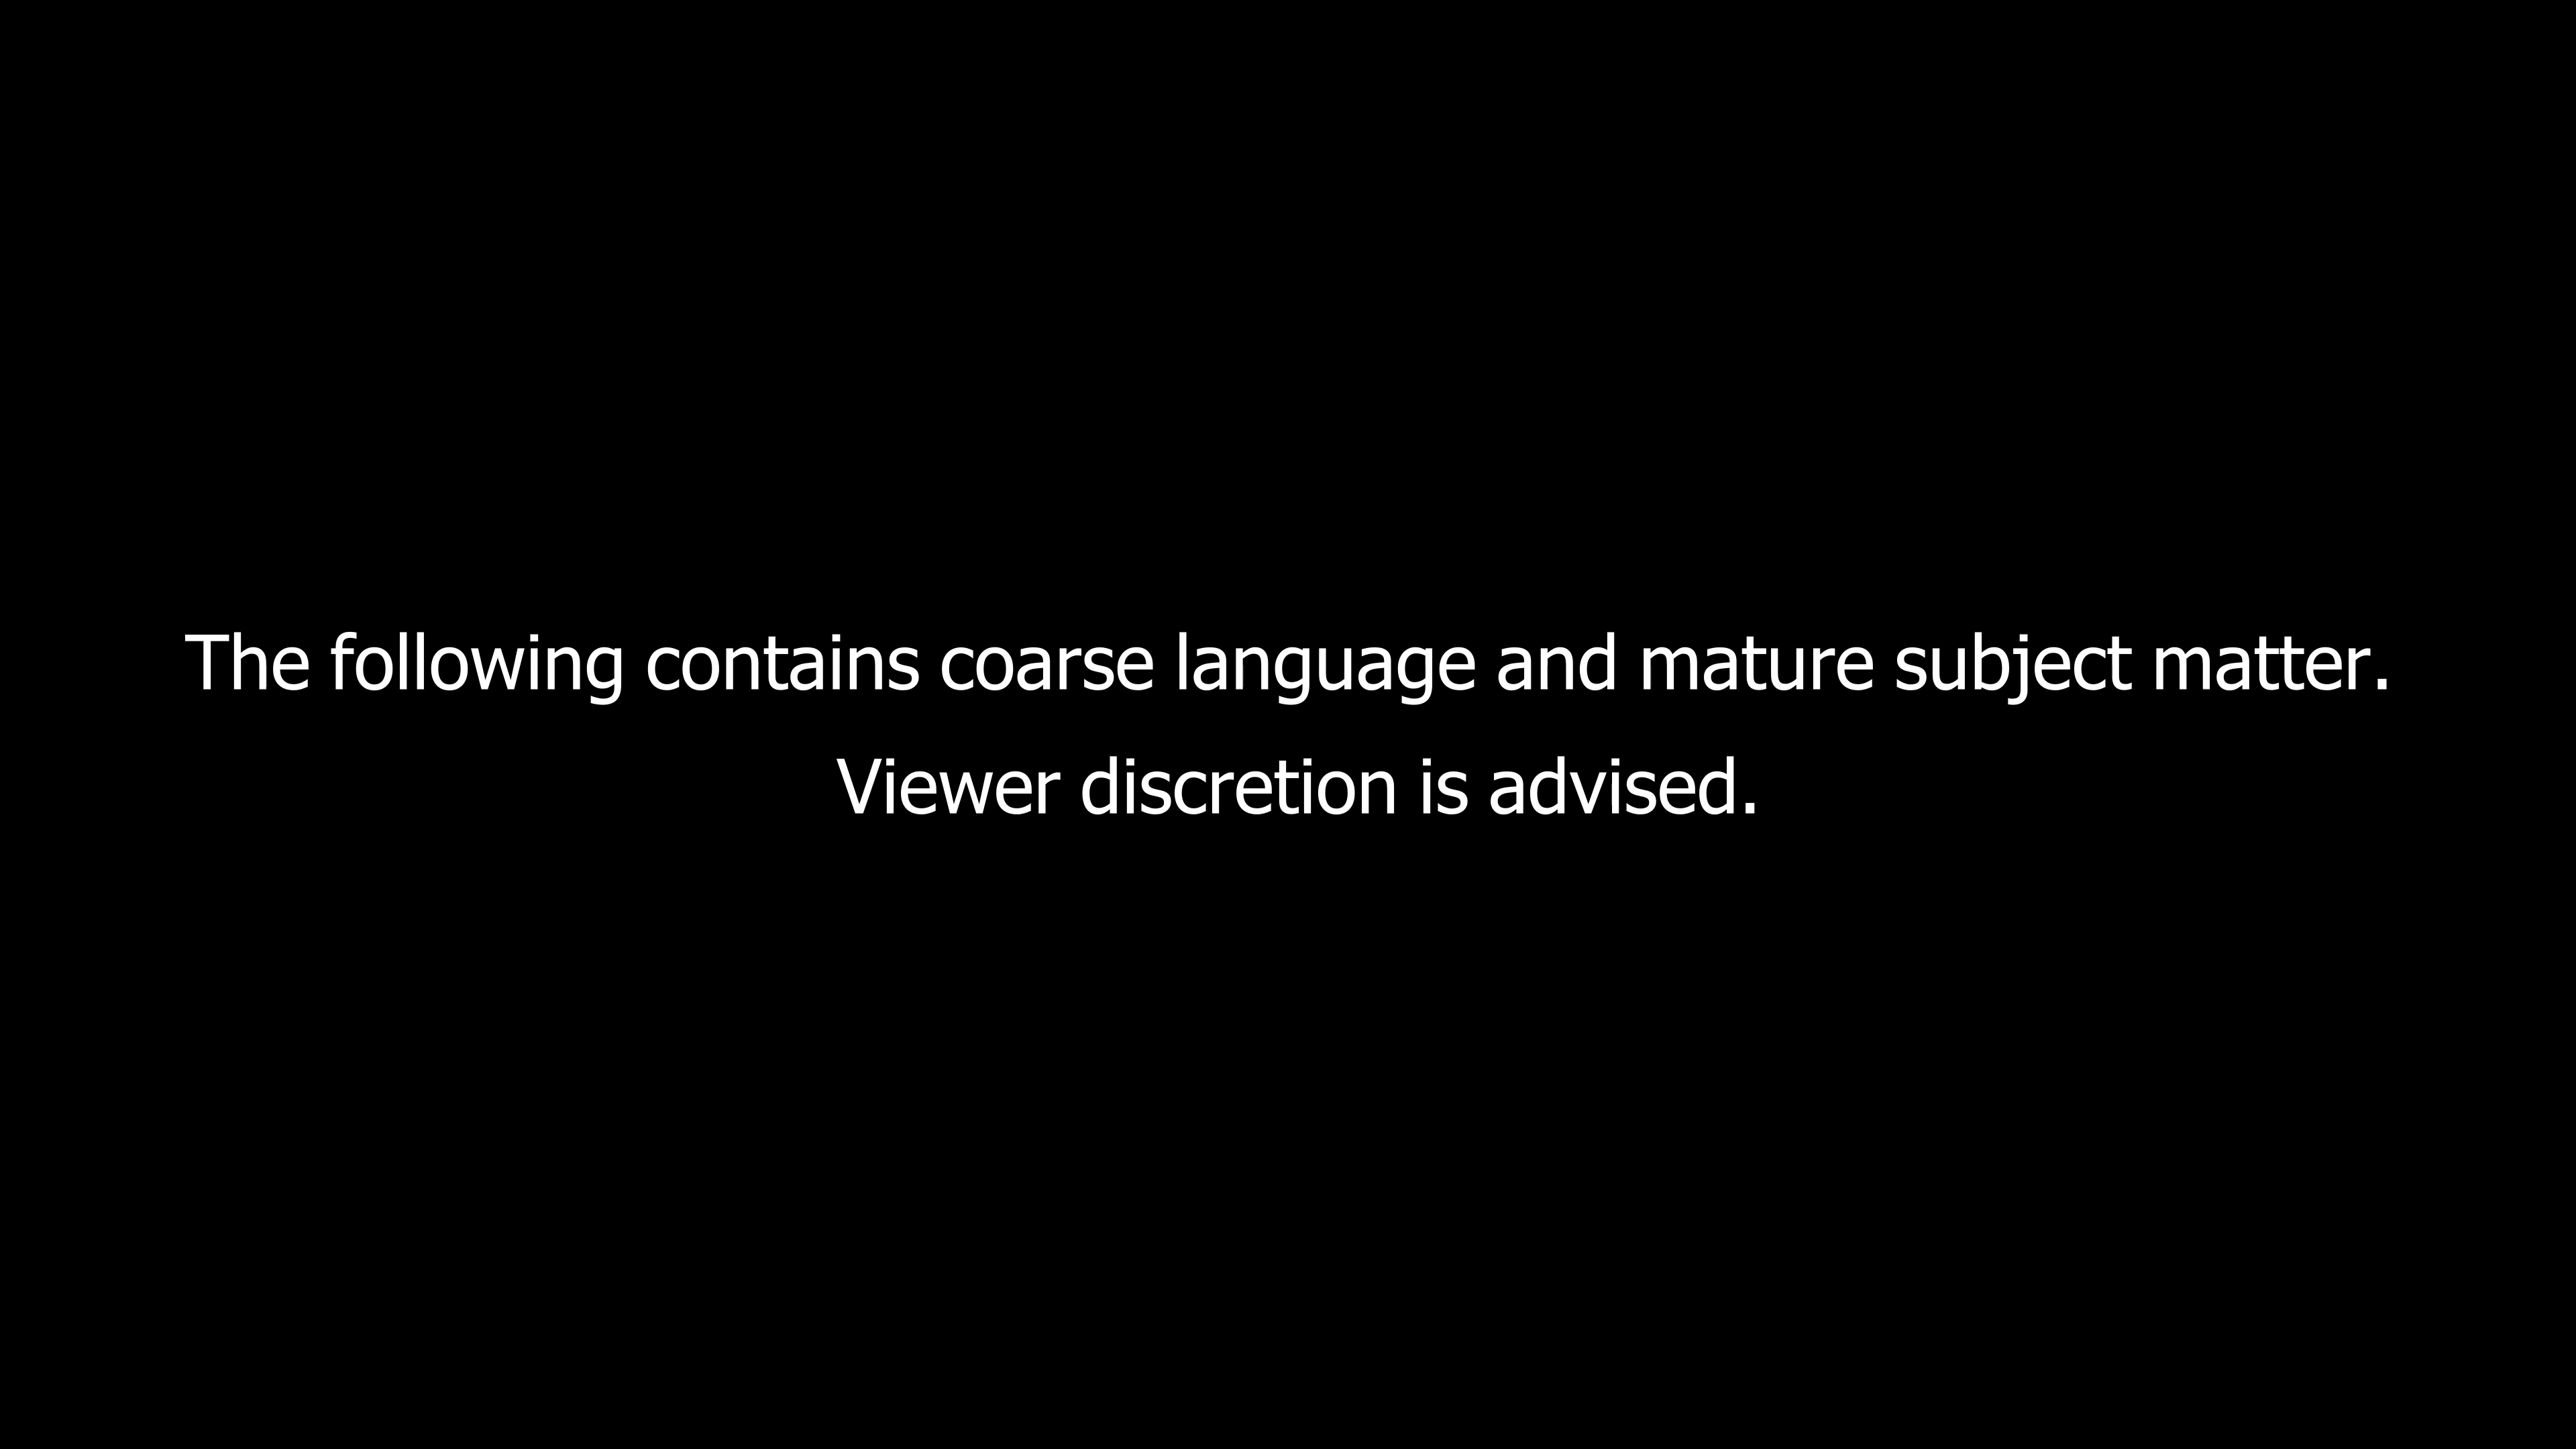 The following contains coarse language and mature subject matter.
Viewer discretion is advised.